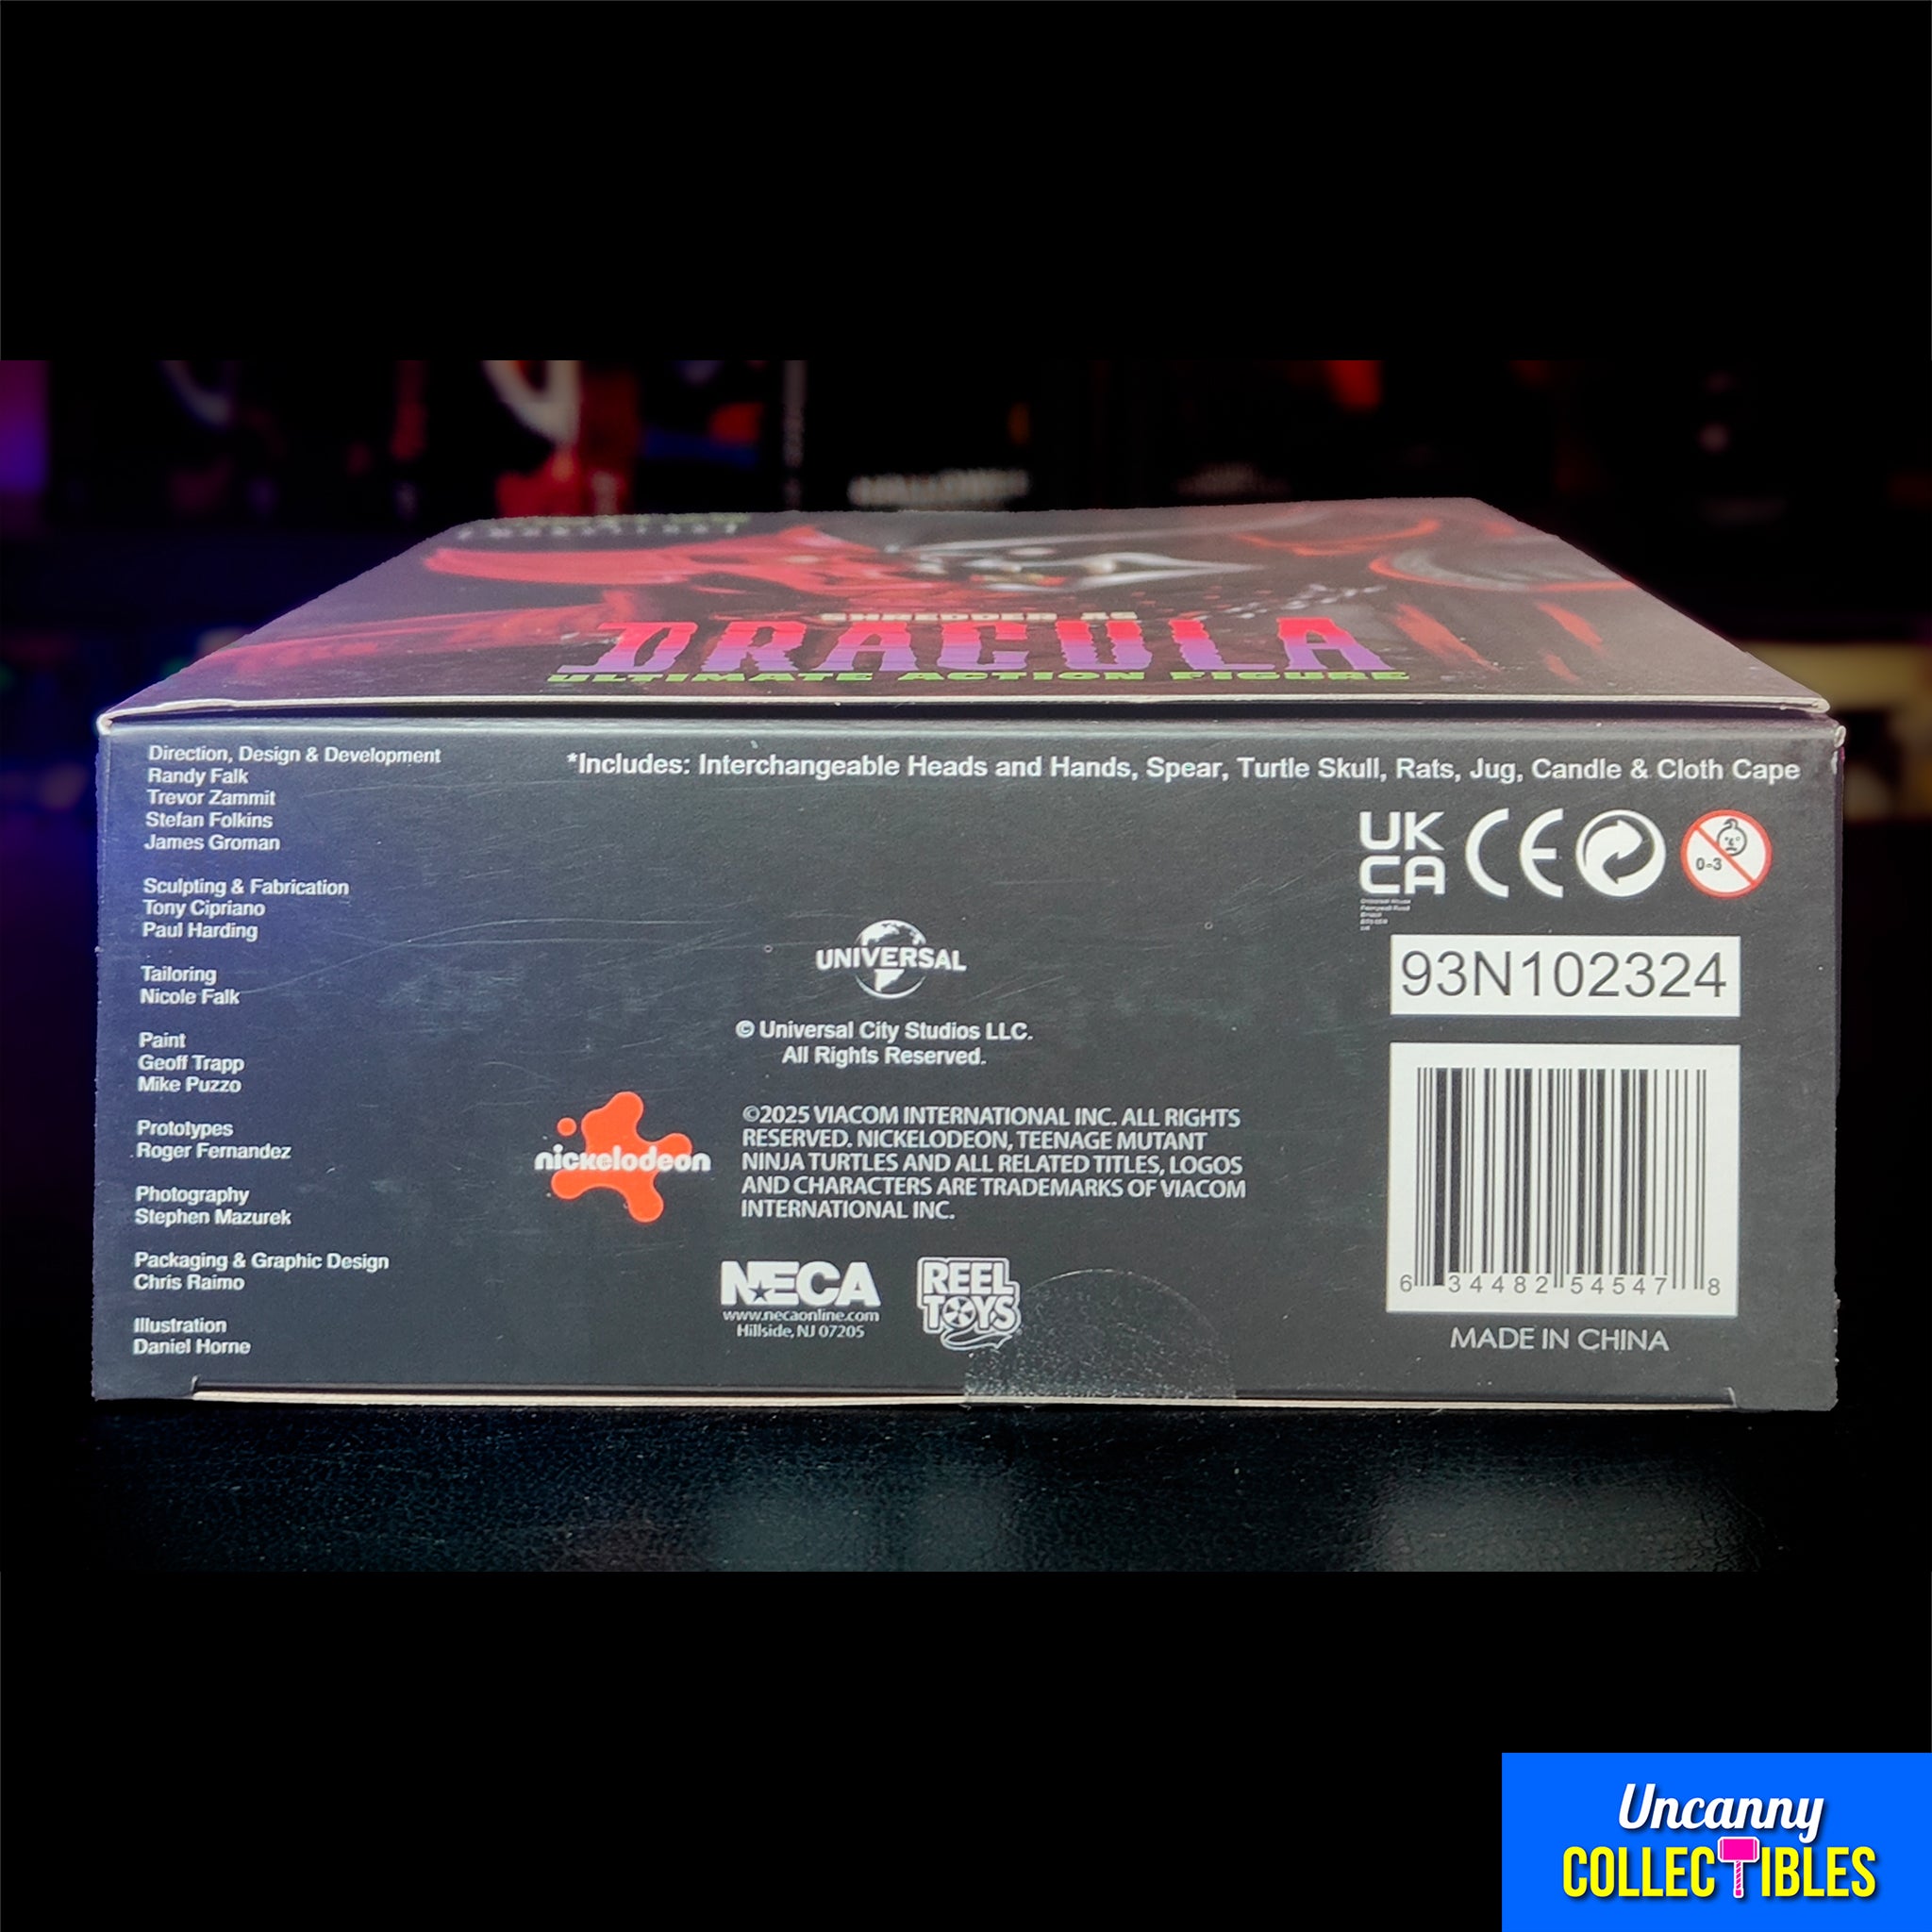 SHREDDER AS
DRACULA
ULTIMATE ACTION FIGURE
Direction, Design & Development
Randy Falk
Trevor Zammit
Stefan Folkins
James Groman
Sculpting & Fabrication
Tony Cipriano
Paul Harding
Tailoring
Nicole Falk
Paint
Geoff Trapp
Mike Puzzo
Prototypes
Roger Fernandez
Photography
Stephen Mazurek
Packaging & Graphic Design
Chris Raimo
Illustration
Daniel Horne
*Includes: Interchangeable Heads and Hands, Spear, Turtle Skull, Rats, Jug, Candle & Cloth Cape
UNIVERSAL
© Universal City Studios LLC.
All Rights Reserved.
nickelodeon
©2025 VIACOM INTERNATIONAL INC. ALL RIGHTS
RESERVED. NICKELODEON, TEENAGE MUTANT
NINJA TURTLES AND ALL RELATED TITLES, LOGOS
AND CHARACTERS ARE TRADEMARKS OF VIACOM
INTERNATIONAL INC.
NECA
www.necaonline.com
Hillside, NJ 07205
REEL
TOYS
UK
CA
CE
0-3
93N102324
6 34482 54547 8
MADE IN CHINA
Uncanny
COLLECTIBLES